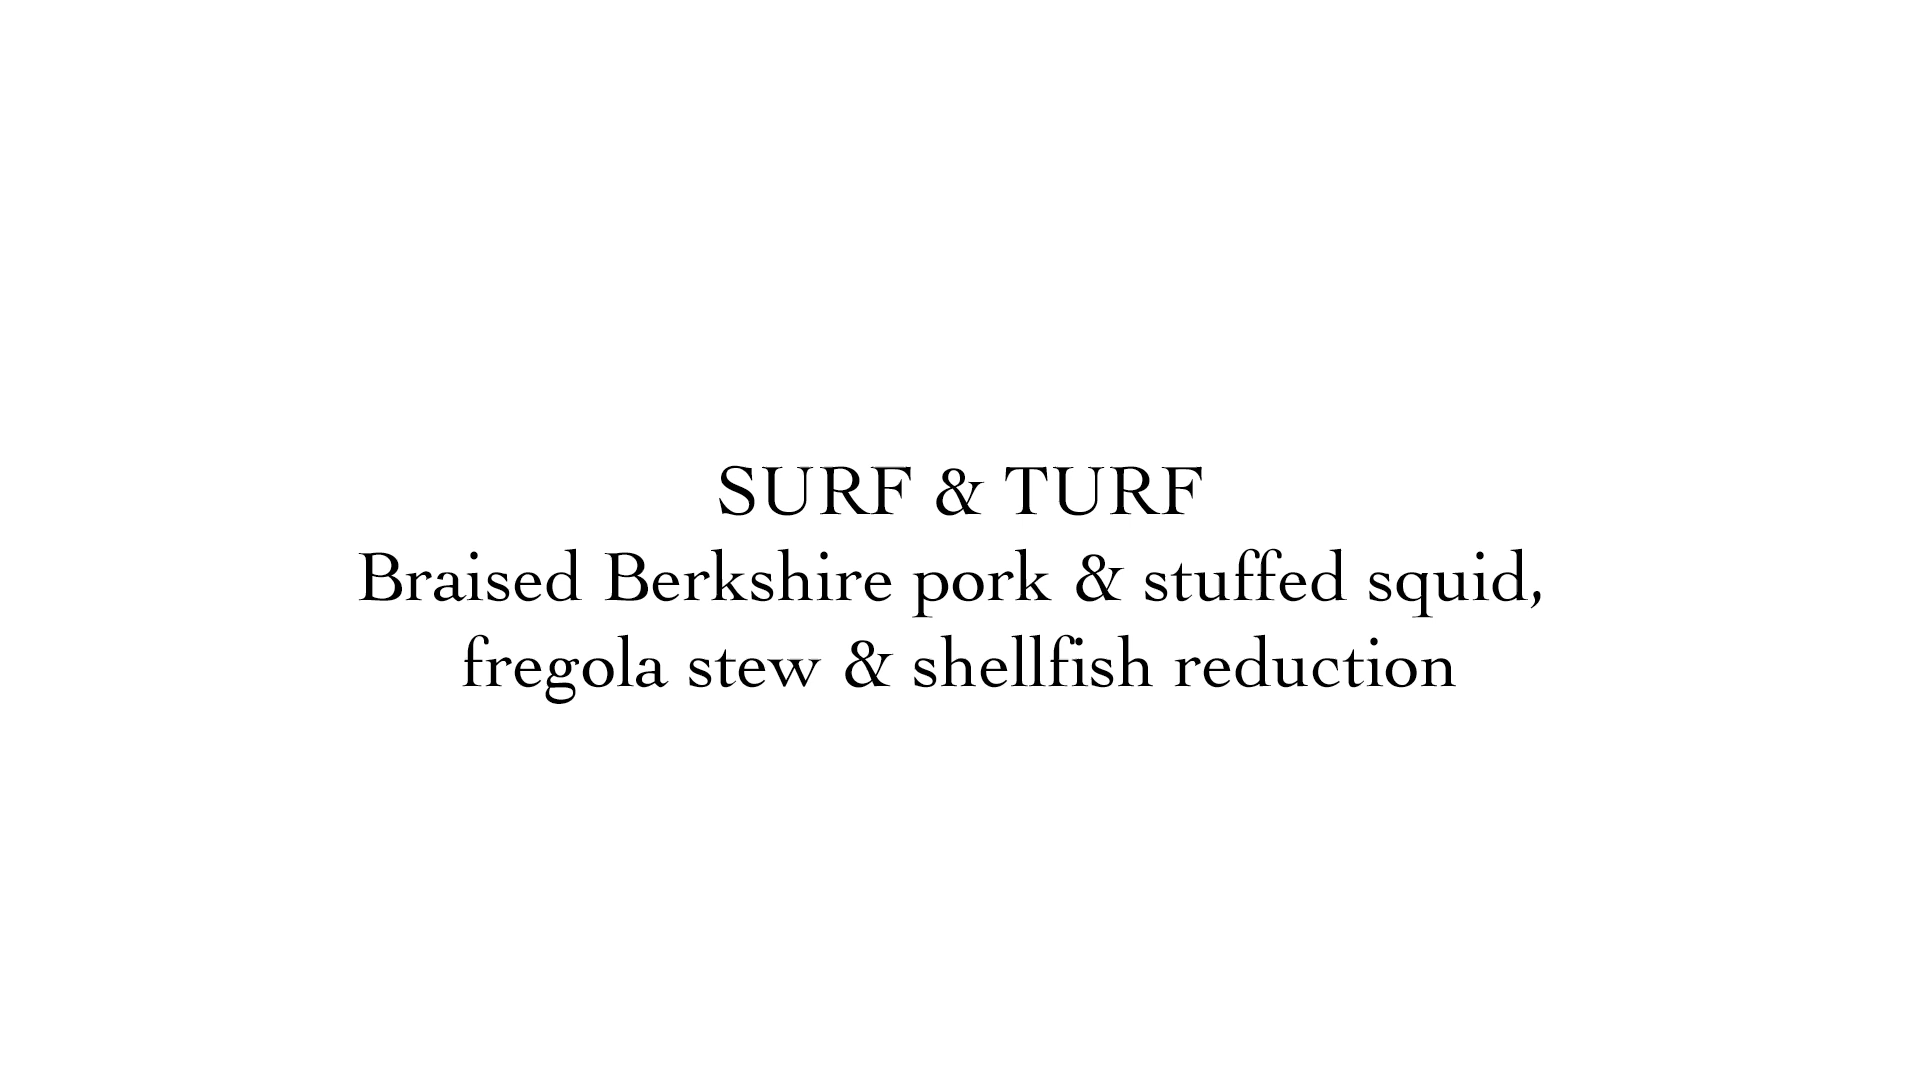 SURF & TURF
Braised Berkshire pork & stuffed squid,
fregola stew & shellfish reduction